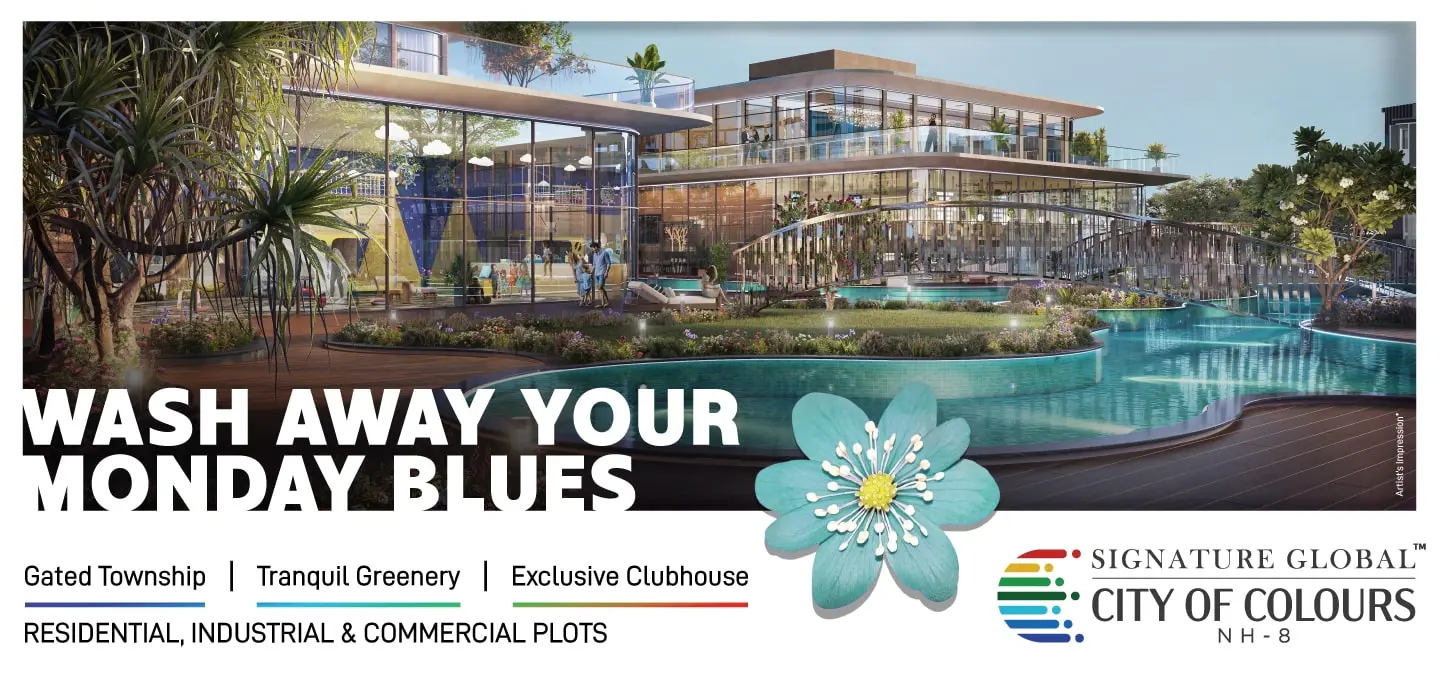 WASH AWAY YOUR
MONDAY BLUES
Artist's Impression*
Gated Township | Tranquil Greenery | Exclusive Clubhouse
RESIDENTIAL, INDUSTRIAL & COMMERCIAL PLOTS
SIGNATURE GLOBAL™
CITY OF COLOURS
NH-8